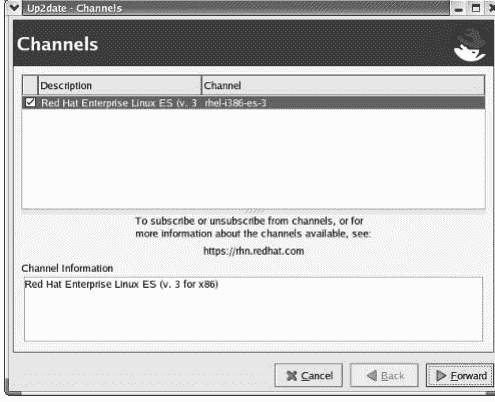 Up2date - Channels
Channels
Description Channel
Red Hat Enterprise Linux ES (v. 3 rhel-i386-es-3
To subscribe or unsubscribe from channels, or for
more information about the channels available, see:
https://rhn.redhat.com
Channel Information
Red Hat Enterprise Linux ES (v. 3 for x86)
Cancel Back Forward